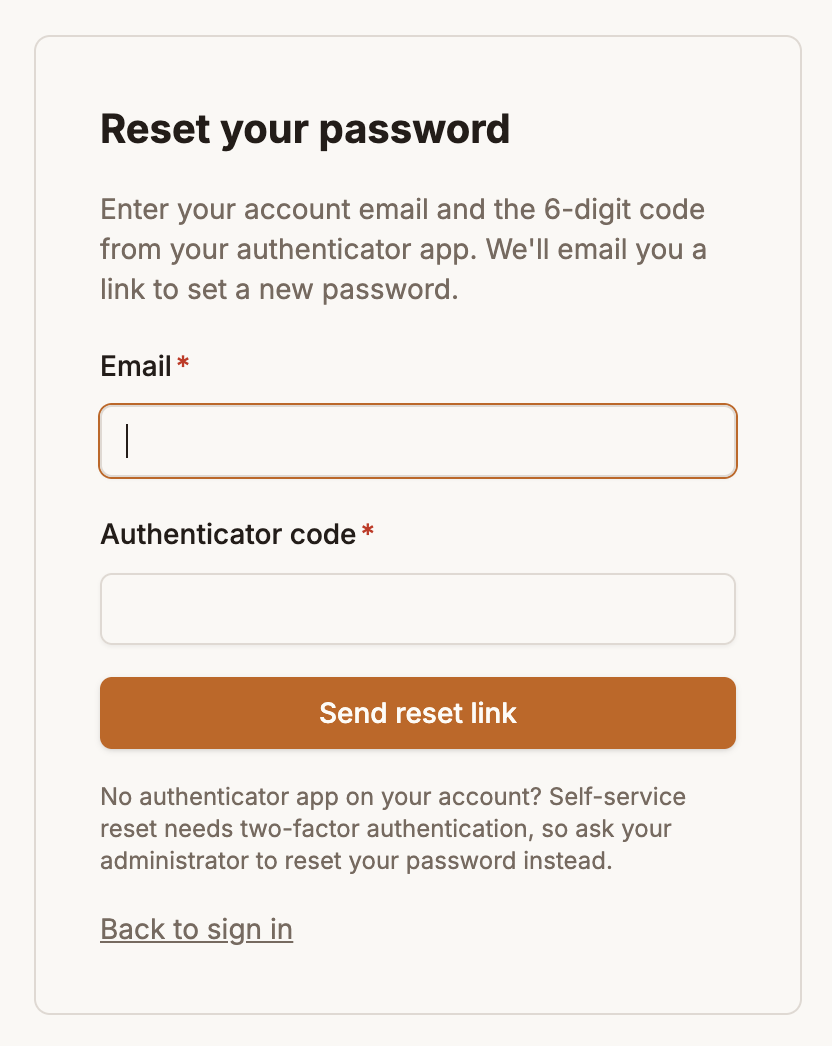 Reset your password
Enter your account email and the 6-digit code
from your authenticator app. We'll email you a
link to set a new password.
Email *
Authenticator code *
Send reset link
No authenticator app on your account? Self-service
reset needs two-factor authentication, so ask your
administrator to reset your password instead.
Back to sign in